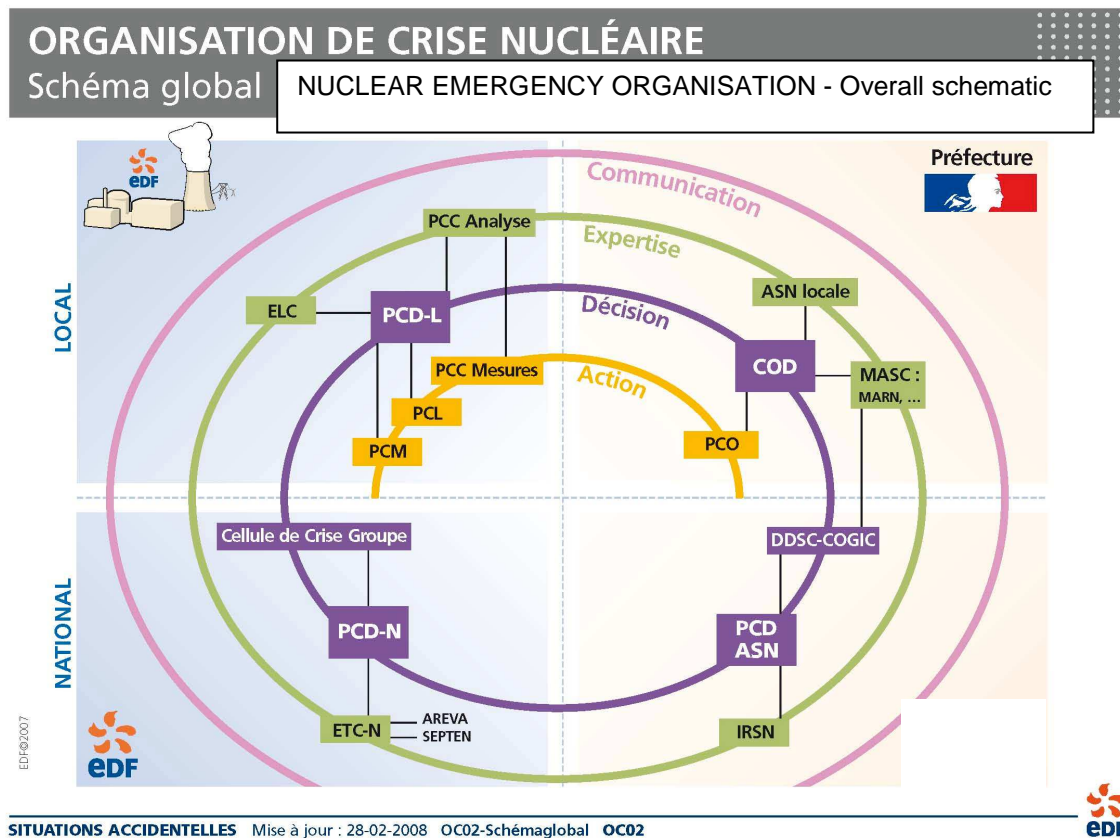 ORGANISATION DE CRISE NUCLÉAIRE
Schéma global
NUCLEAR EMERGENCY ORGANISATION - Overall schematic
eDF
Préfecture
Communication
PCC Analyse
Expertise
ASN locale
ELC
PCD-L
Décision
LOCAL
COD
PCC Mesures
Action
MASC :
MARN, ...
PCL
PCM
PCO
Cellule de Crise Groupe
DDSC-COGIC
NATIONAL
PCD-N
PCD
ASN
ETC-N
AREVA
SEPTEN
IRSN
EDF©2007
eDF
SITUATIONS ACCIDENTELLES Mise à jour : 28-02-2008 OC02-Schémaglobal OC02
eD